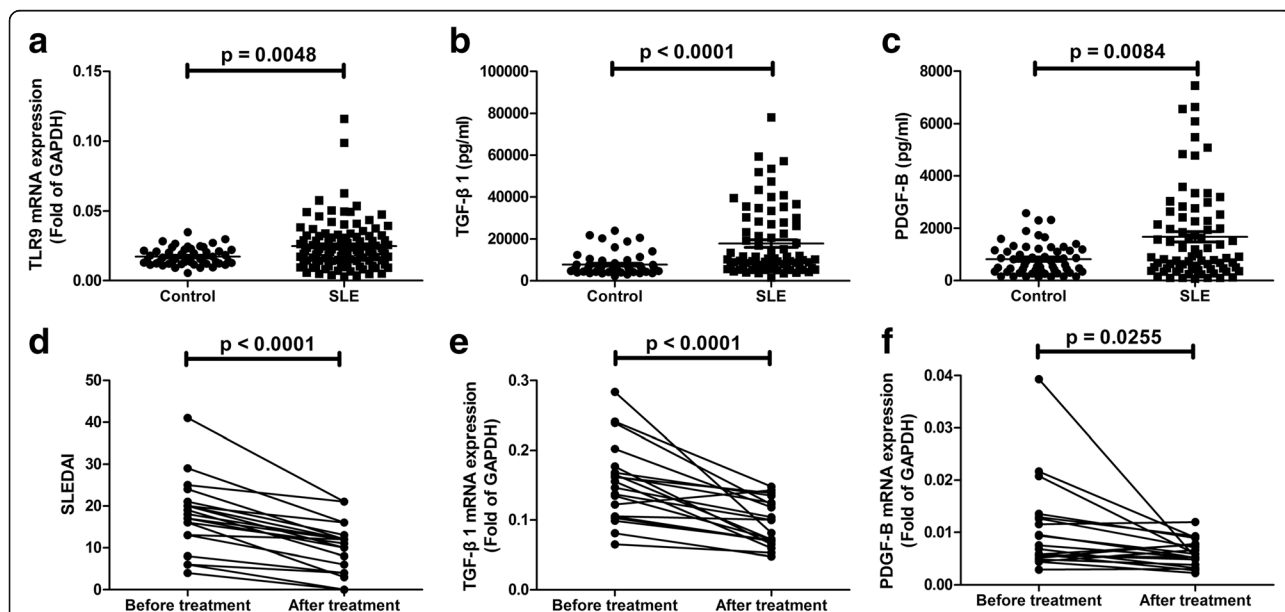 a
p = 0.0048
TLR9 mRNA expression
(Fold of GAPDH)
0.15
0.10
0.05
0.00
Control
SLE
b
p < 0.0001
TGF-β 1 (pg/ml)
100000
80000
60000
40000
20000
0
Control
SLE
c
p = 0.0084
PDGF-B (pg/ml)
8000
6000
4000
2000
0
Control
SLE
d
p < 0.0001
SLEDAI
50
40
30
20
10
0
Before treatment
After treatment
e
p < 0.0001
TGF-β 1 mRNA expression
(Fold of GAPDH)
0.3
0.2
0.1
0.0
Before treatment
After treatment
f
p = 0.0255
PDGF-B mRNA expression
(Fold of GAPDH)
0.04
0.03
0.02
0.01
0.00
Before treatment
After treatment